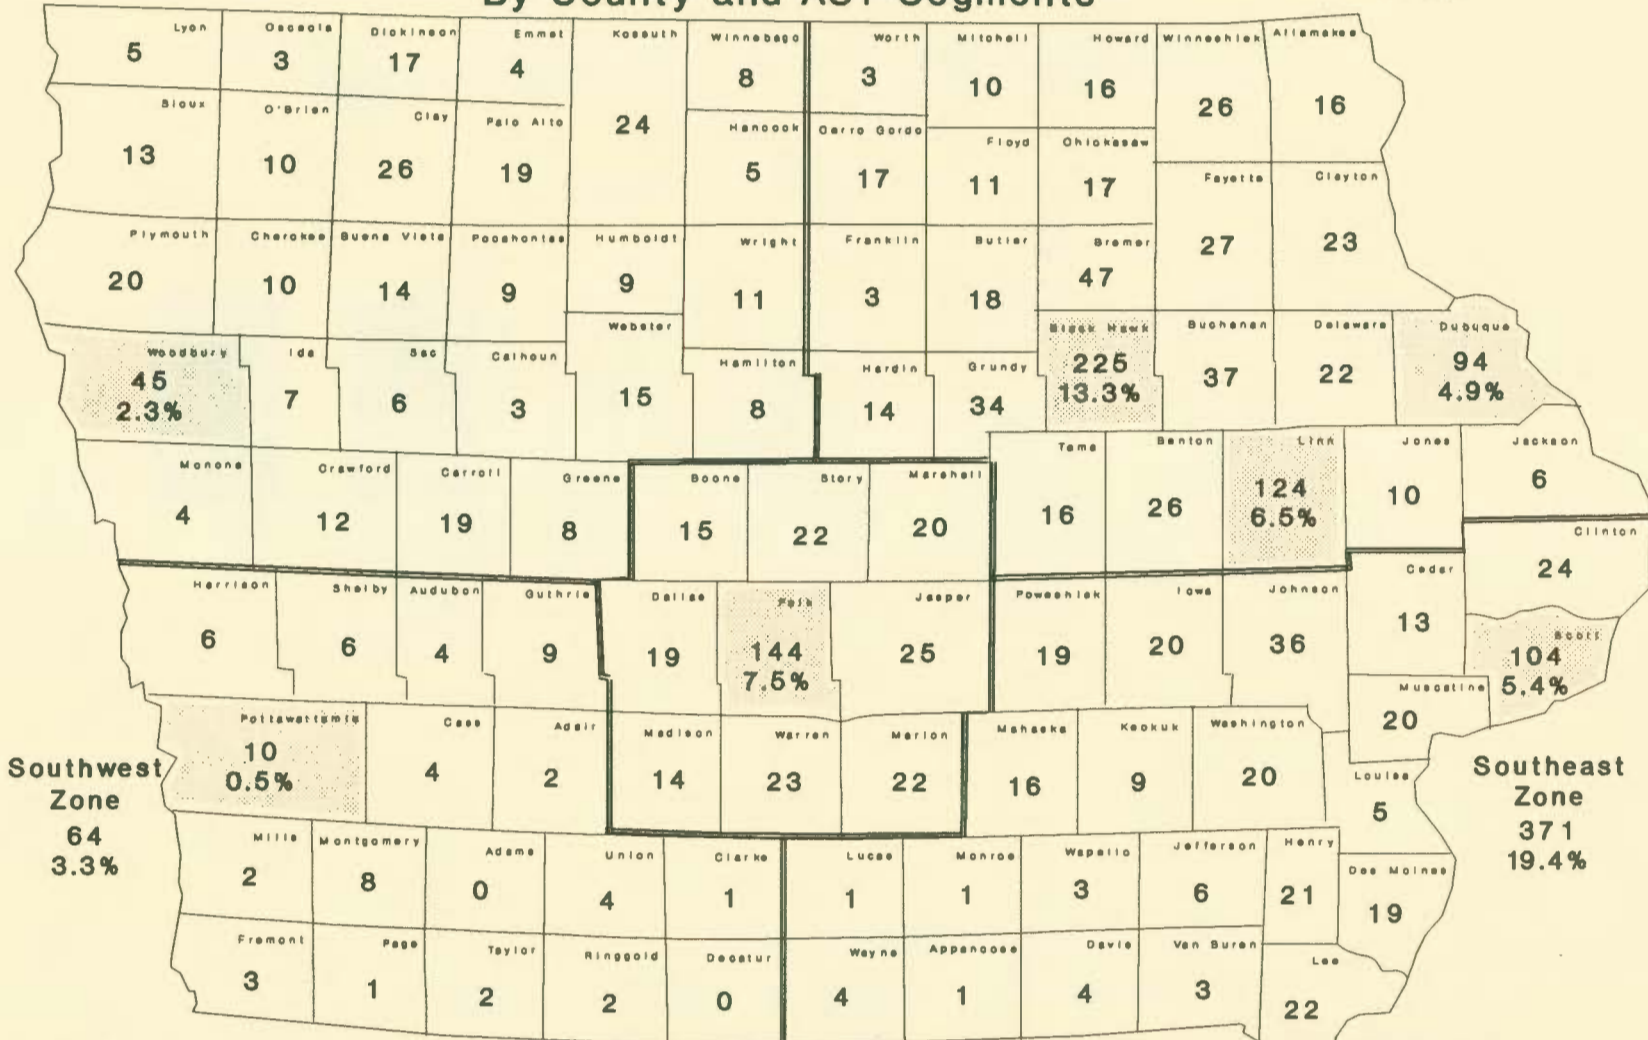 By County and ACT Segments
Lyon
5
Osceola
3
Dickinson
17
Emmet
4
Kossuth
24
Winnebago
8
Worth
3
Mitchell
10
Howard
16
Winneshiek
26
Allamakee
16
Sioux
13
O'Brien
10
Clay
26
Palo Alto
19
Hancock
5
Cerro Gordo
17
Floyd
11
Chickasaw
17
Fayette
27
Clayton
23
Plymouth
20
Cherokee
10
Buena Vista
14
Pocahontas
9
Humboldt
9
Wright
11
Franklin
3
Butler
18
Bremer
47
Woodbury
45
2.3%
Ida
7
Sac
6
Calhoun
3
Webster
15
Hamilton
8
Hardin
14
Grundy
34
Black Hawk
225
13.3%
Buchanan
37
Delaware
22
Dubuque
94
4.9%
Monona
4
Crawford
12
Carroll
19
Greene
8
Boone
15
Story
22
Marshall
20
Tama
16
Benton
26
Linn
124
6.5%
Jones
10
Jackson
6
Clinton
24
Harrison
6
Shelby
6
Audubon
4
Guthrie
9
Dallas
19
Polk
144
7.5%
Jasper
25
Poweshiek
19
Iowa
20
Johnson
36
Cedar
13
Scott
104
5.4%
Muscatine
20
Pottawattamie
10
0.5%
Cass
4
Adair
2
Madison
14
Warren
23
Marion
22
Mahaska
16
Keokuk
9
Washington
20
Louisa
5
Southwest
Zone
64
3.3%
Southeast
Zone
371
19.4%
Mills
2
Montgomery
8
Adams
0
Union
4
Clarke
1
Lucas
1
Monroe
1
Wapello
3
Jefferson
6
Henry
21
Des Moines
19
Fremont
3
Page
1
Taylor
2
Ringgold
2
Decatur
0
Wayne
4
Appanoose
1
Davis
4
Van Buren
3
Lee
22